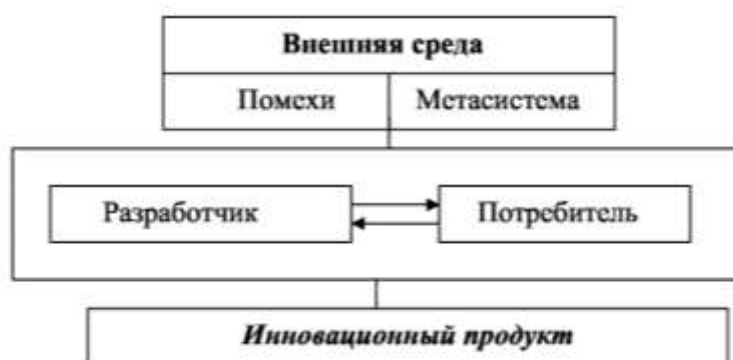 Внешняя среда
Помехи Метасистема
Разработчик Потребитель
Инновационный продукт